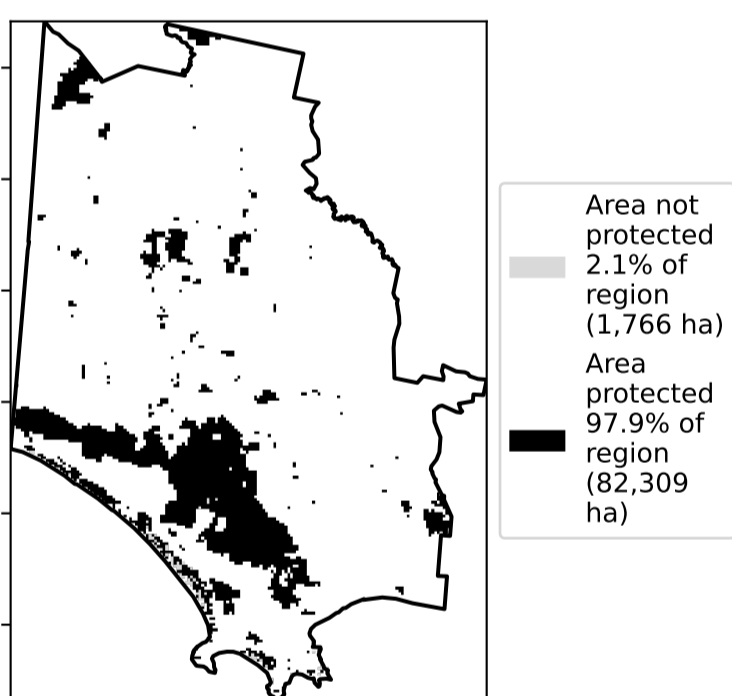 Area not
protected
2.1% of
region
(1,766 ha)
Area
protected
97.9% of
region
(82,309
ha)